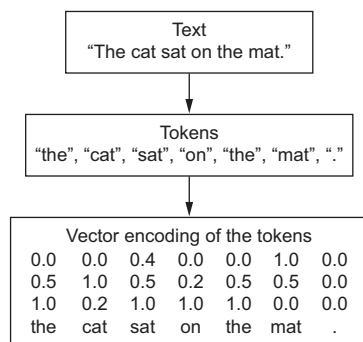 Text
“The cat sat on the mat.”
Tokens
“the”, “cat”, “sat”, “on”, “the”, “mat”, “.”
Vector encoding of the tokens
0.0 0.0 0.4 0.0 0.0 1.0 0.0
0.5 1.0 0.5 0.2 0.5 0.5 0.0
1.0 0.2 1.0 1.0 1.0 0.0 0.0
the cat sat on the mat .